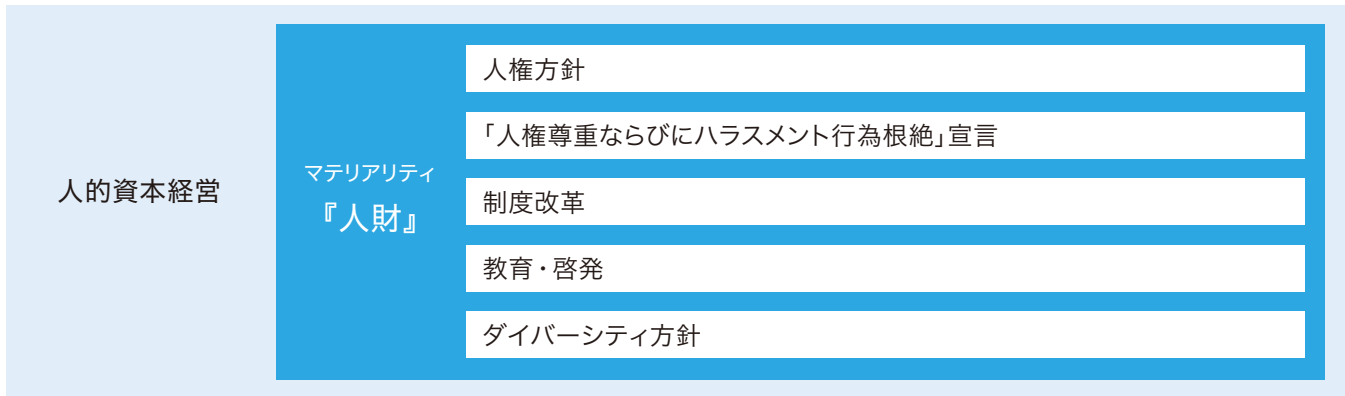 人的資本経営
マテリアリティ
『人財』
人権方針
「人権尊重ならびにハラスメント行為根絶」宣言
制度改革
教育・啓発
ダイバーシティ方針